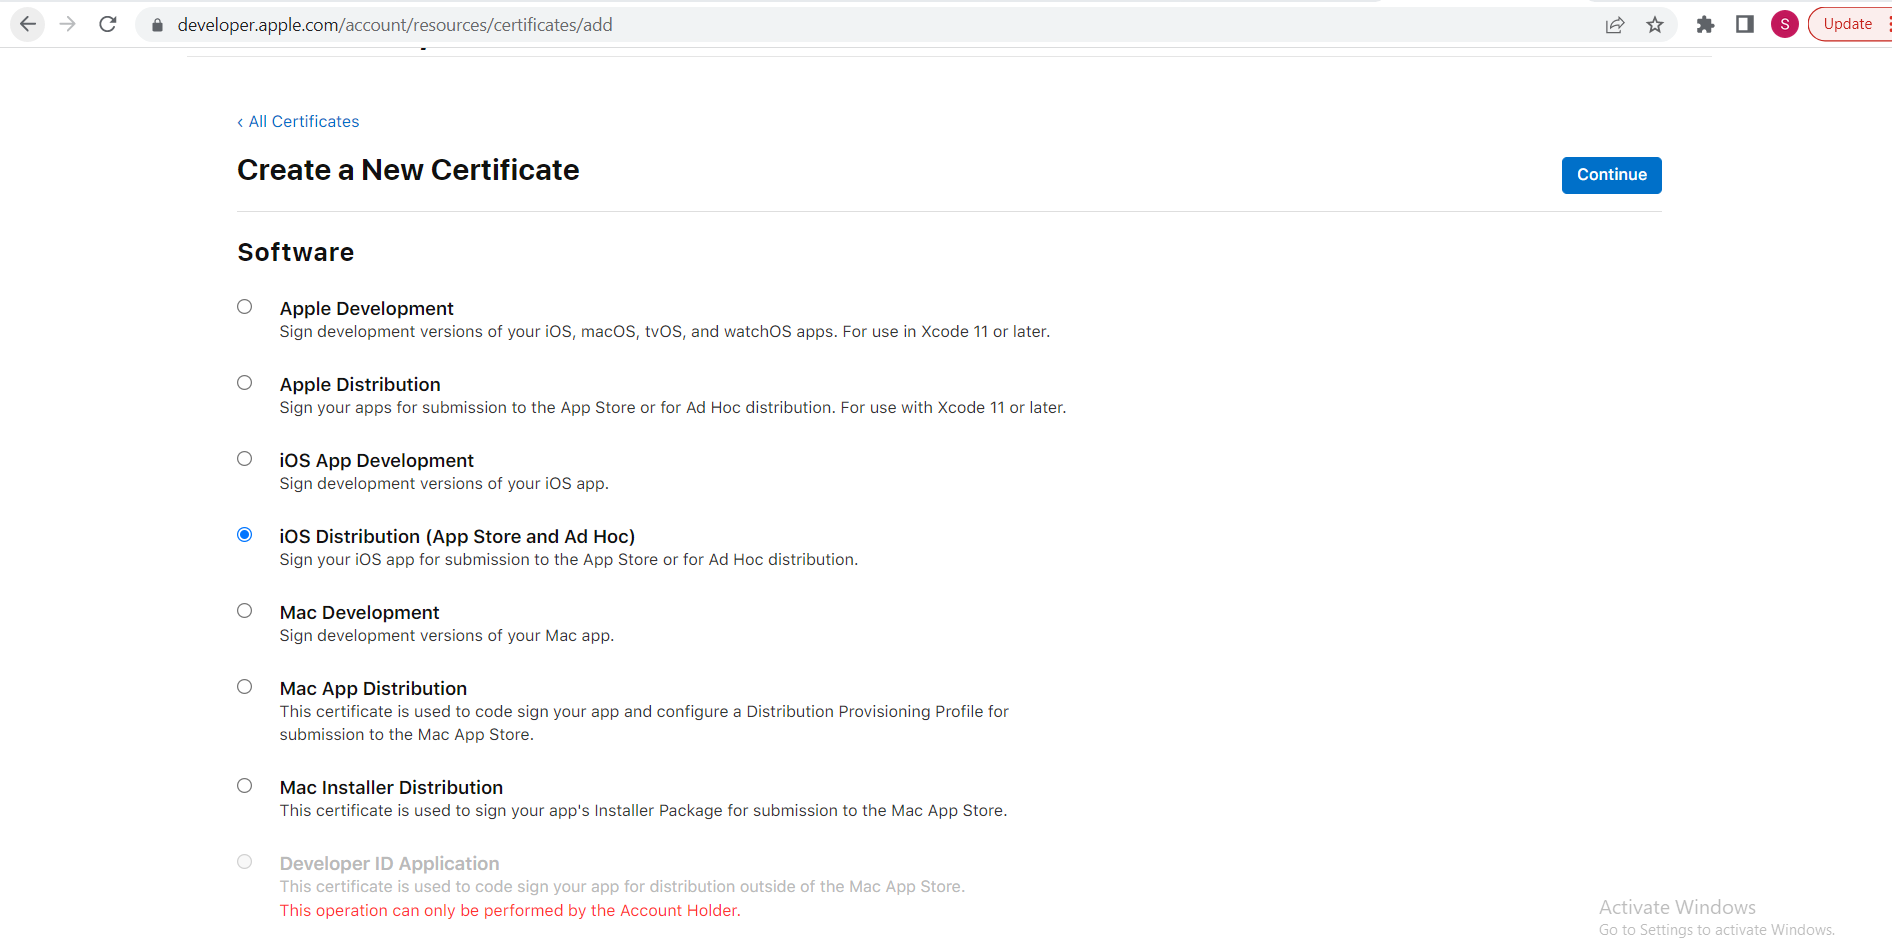 developer.apple.com/account/resources/certificates/add
S
Update
‹ All Certificates
Create a New Certificate
Continue
Software
Apple Development
Sign development versions of your iOS, macOS, tvOS, and watchOS apps. For use in Xcode 11 or later.
Apple Distribution
Sign your apps for submission to the App Store or for Ad Hoc distribution. For use with Xcode 11 or later.
iOS App Development
Sign development versions of your iOS app.
iOS Distribution (App Store and Ad Hoc)
Sign your iOS app for submission to the App Store or for Ad Hoc distribution.
Mac Development
Sign development versions of your Mac app.
Mac App Distribution
This certificate is used to code sign your app and configure a Distribution Provisioning Profile for
submission to the Mac App Store.
Mac Installer Distribution
This certificate is used to sign your app's Installer Package for submission to the Mac App Store.
Developer ID Application
This certificate is used to code sign your app for distribution outside of the Mac App Store.
This operation can only be performed by the Account Holder.
Activate Windows
Go to Settings to activate Windows.